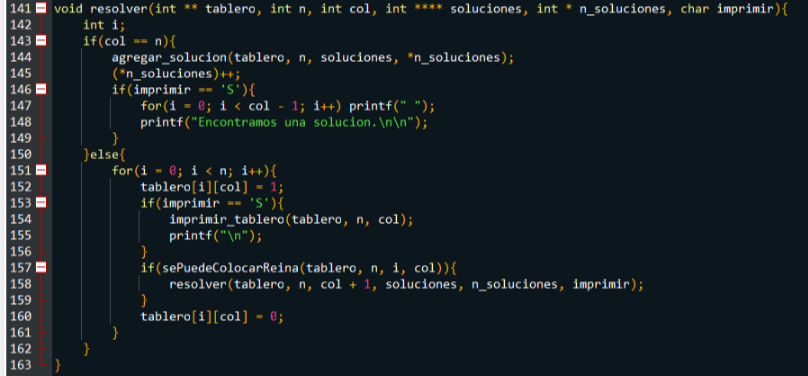 141 void resolver(int ** tablero, int n, int col, int **** soluciones, int * n_soluciones, char imprimir){
142     int i;
143     if(col == n){
144         agregar_solucion(tablero, n, soluciones, *n_soluciones);
145         (*n_soluciones)++;
146         if(imprimir == 'S'){
147             for(i = 0; i < col - 1; i++) printf(" ");
148             printf("Encontramos una solucion.\n\n");
149         }
150     }else{
151         for(i = 0; i < n; i++){
152             tablero[i][col] = 1;
153             if(imprimir == 'S'){
154                 imprimir_tablero(tablero, n, col);
155                 printf("\n");
156             }
157             if(sePuedeColocarReina(tablero, n, i, col)){
158                 resolver(tablero, n, col + 1, soluciones, n_soluciones, imprimir);
159             }
160             tablero[i][col] = 0;
161         }
162     }
163 }